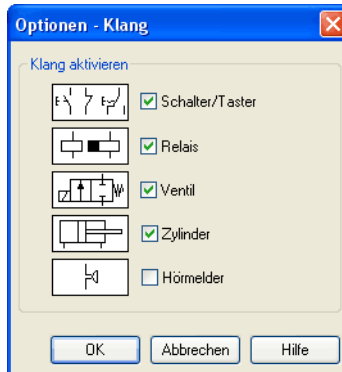 Optionen - Klang
Klang aktivieren
Schalter/Taster
Relais
Ventil
Zylinder
Hörmelder
OK
Abbrechen
Hilfe